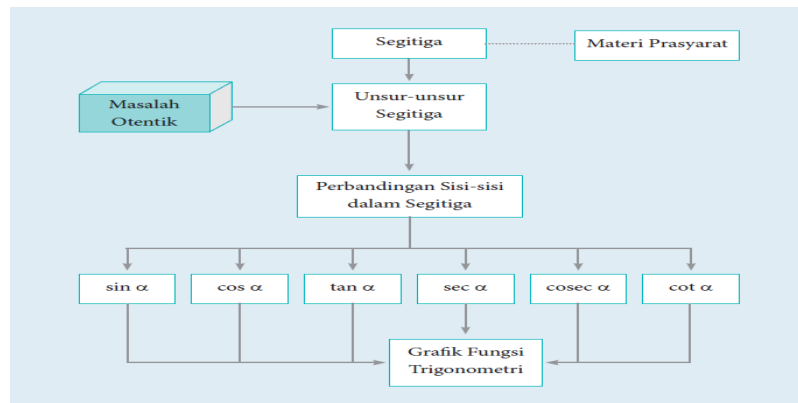 Segitiga
Materi Prasyarat
Masalah
Otentik
Unsur-unsur
Segitiga
Perbandingan Sisi-sisi
dalam Segitiga
sin α
cos α
tan α
sec α
cosec α
cot α
Grafik Fungsi
Trigonometri